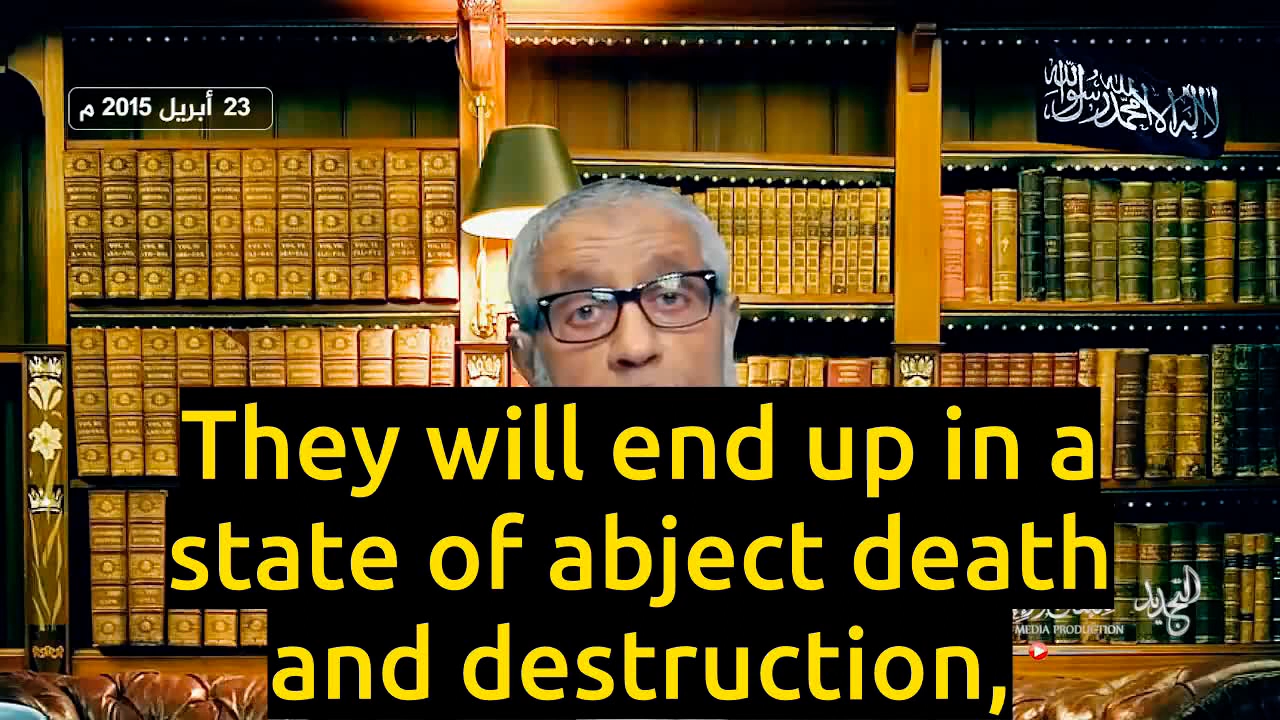 23 أبريل 2015 م
لا إله إلا الله محمد رسول الله
They will end up in a
state of abject death
and destruction,
التجديد
MEDIA PRODUCTION